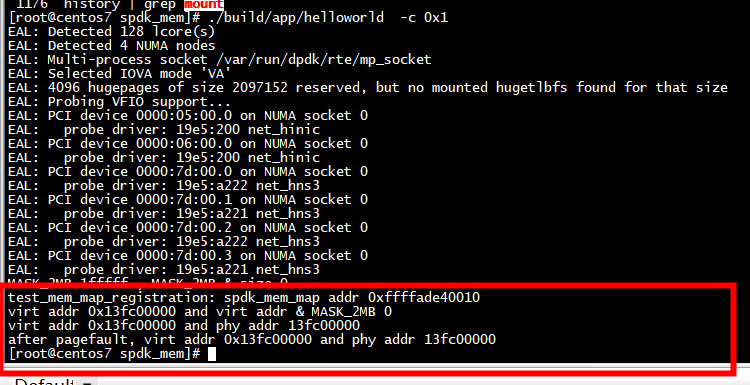 1176  history | grep mount
[root@centos7 spdk_mem]# ./build/app/helloworld  -c 0x1
EAL: Detected 128 lcore(s)
EAL: Detected 4 NUMA nodes
EAL: Multi-process socket /var/run/dpdk/rte/mp_socket
EAL: Selected IOVA mode 'VA'
EAL: 4096 hugepages of size 2097152 reserved, but no mounted hugetlbfs found for that size
EAL: Probing VFIO support...
EAL: PCI device 0000:05:00.0 on NUMA socket 0
EAL:   probe driver: 19e5:200 net_hinic
EAL: PCI device 0000:06:00.0 on NUMA socket 0
EAL:   probe driver: 19e5:200 net_hinic
EAL: PCI device 0000:7d:00.0 on NUMA socket 0
EAL:   probe driver: 19e5:a222 net_hns3
EAL: PCI device 0000:7d:00.1 on NUMA socket 0
EAL:   probe driver: 19e5:a221 net_hns3
EAL: PCI device 0000:7d:00.2 on NUMA socket 0
EAL:   probe driver: 19e5:a222 net_hns3
EAL: PCI device 0000:7d:00.3 on NUMA socket 0
EAL:   probe driver: 19e5:a221 net_hns3
MASK_2MB 1fffff   MASK_2MB & size 0
test_mem_map_registration: spdk_mem_map addr 0xffffade40010
virt addr 0x13fc00000 and virt addr & MASK_2MB 0
virt addr 0x13fc00000 and phy addr 13fc00000
after pagefault, virt addr 0x13fc00000 and phy addr 13fc00000
[root@centos7 spdk_mem]#
Default